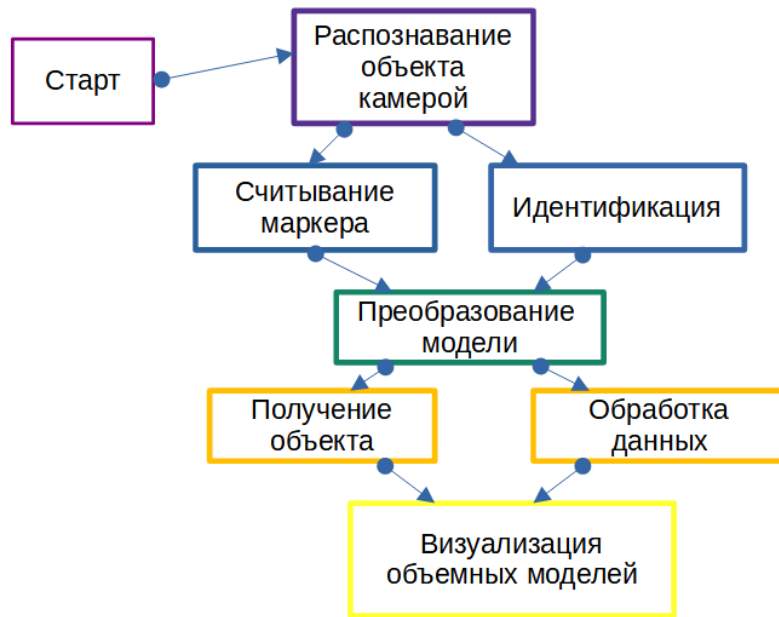 Старт
Распознавание
объекта
камерой
Считывание
маркера
Идентификация
Преобразование
модели
Получение
объекта
Обработка
данных
Визуализация
объемных моделей